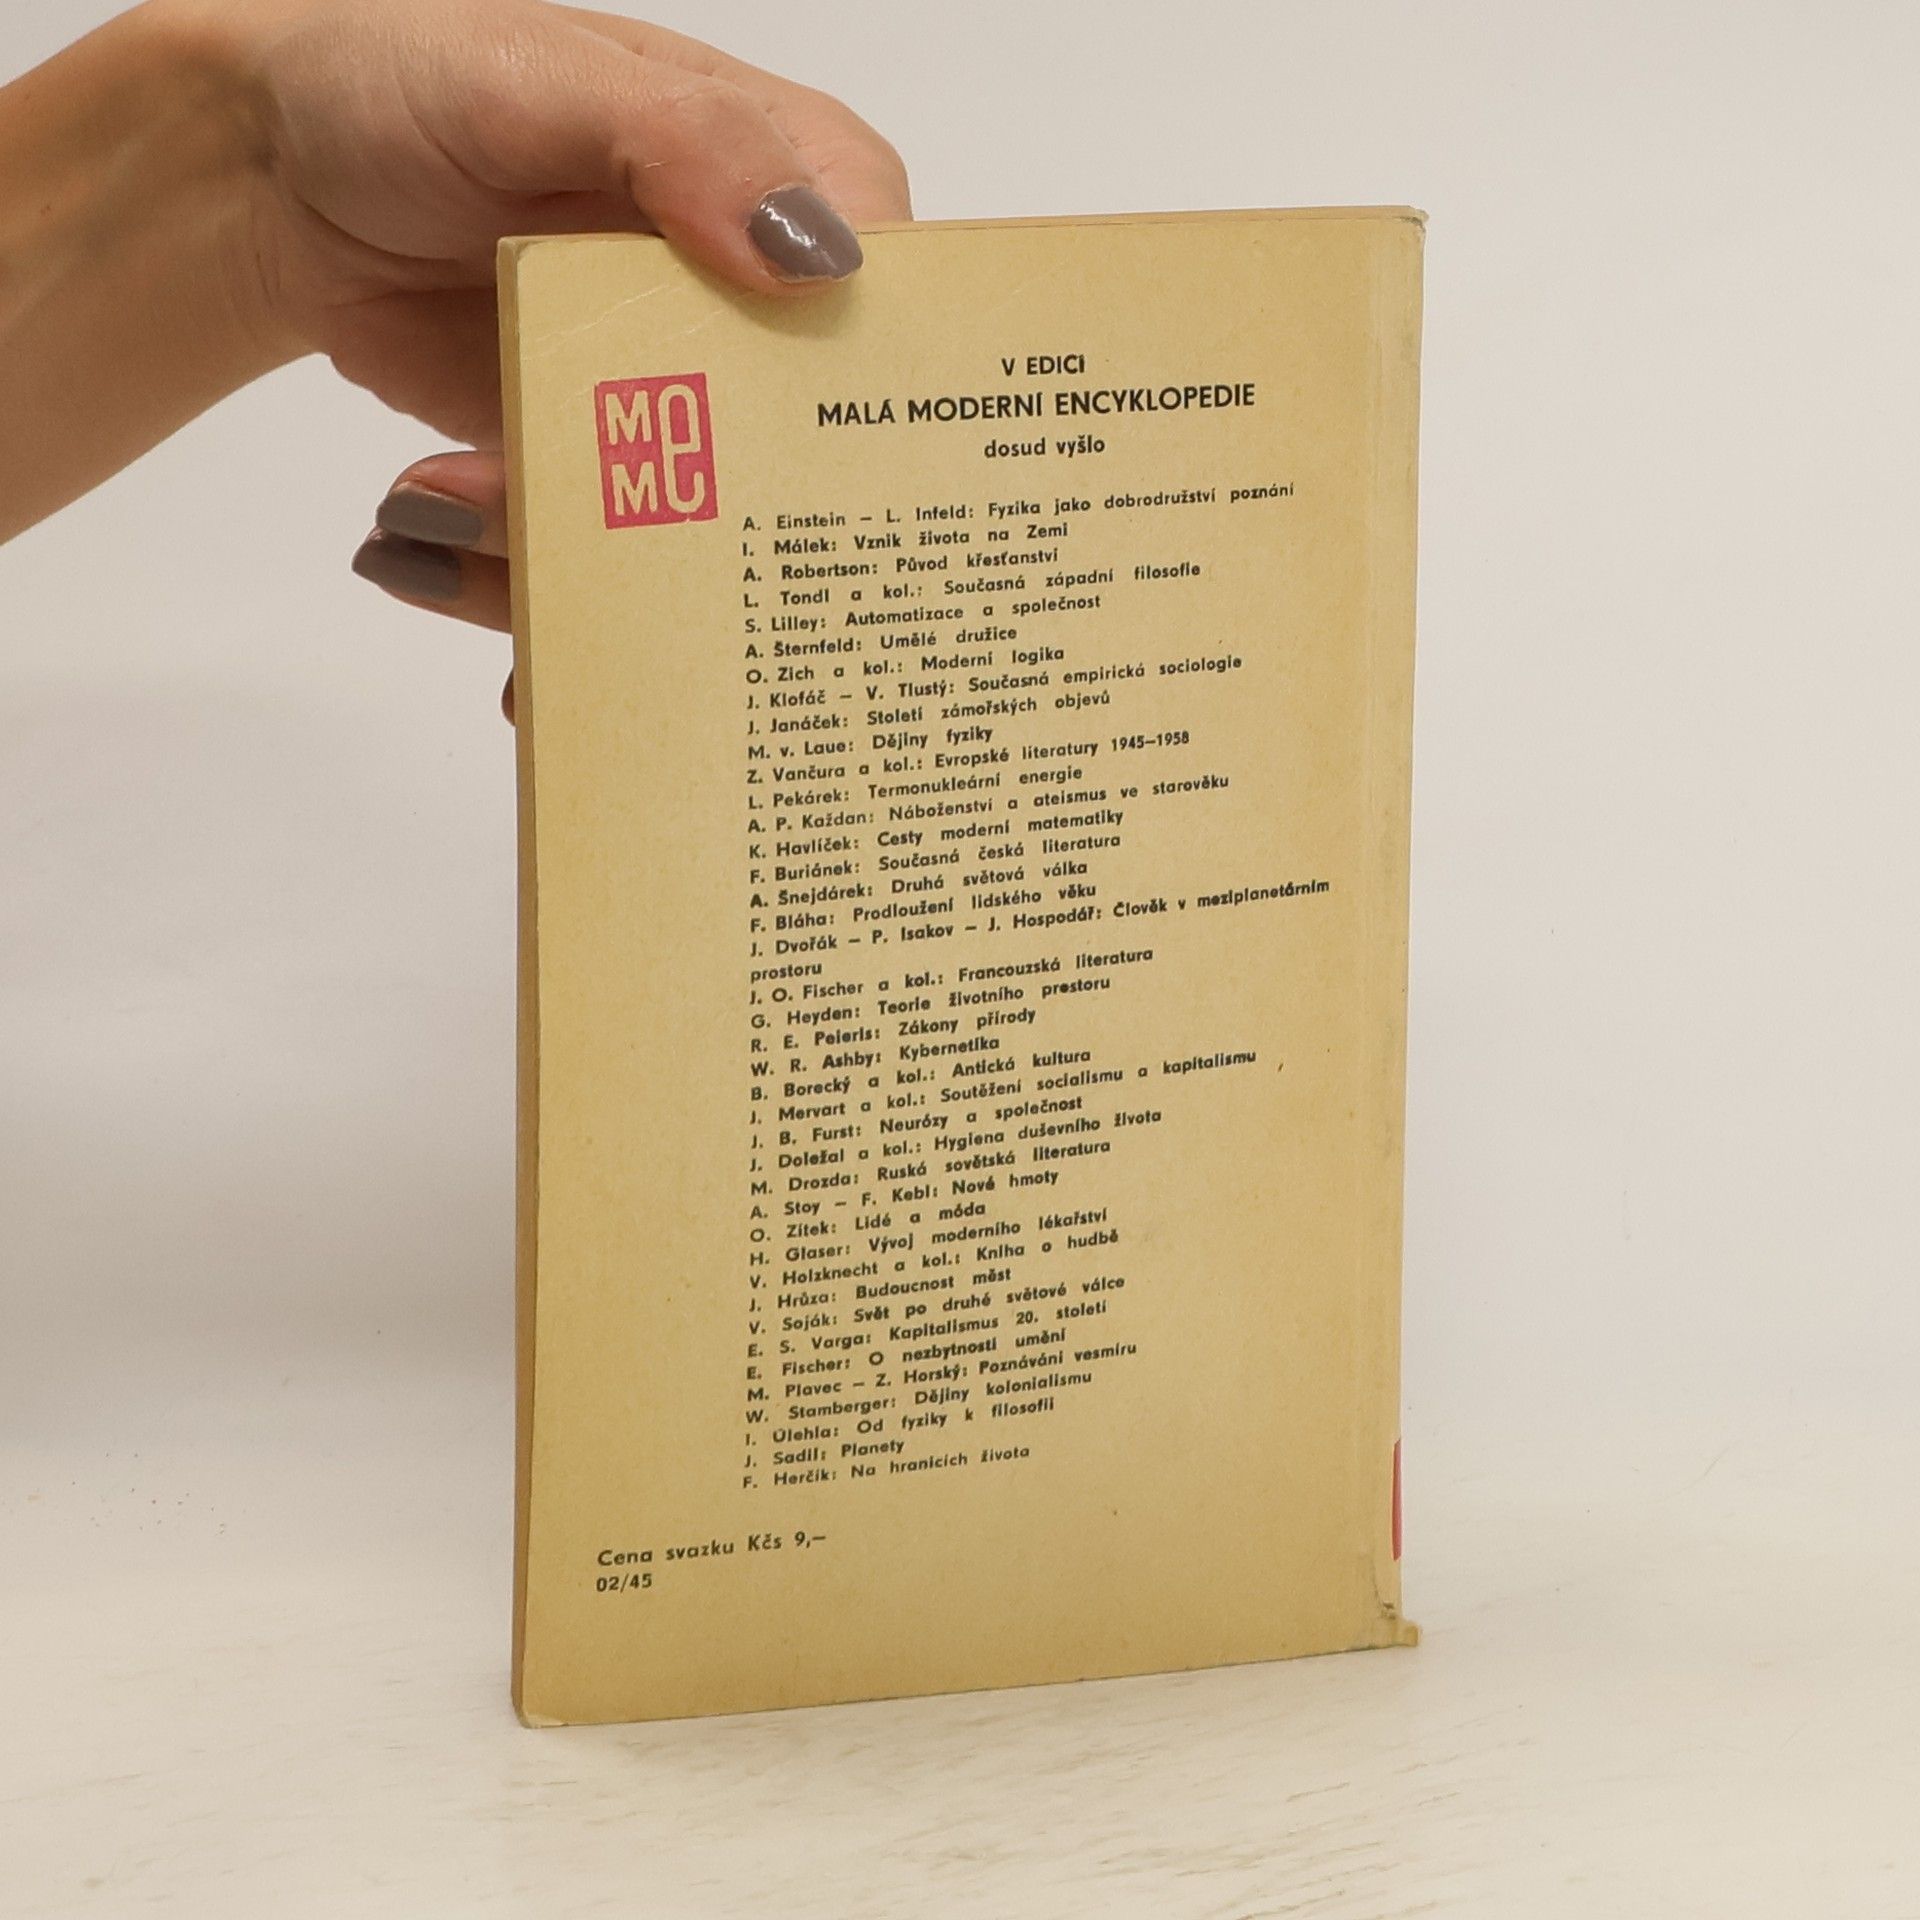 MAME
V EDICI
MALÁ MODERNÍ ENCYKLOPEDIE
dosud vyšlo
A. Einstein – L. Infeld: Fyzika jako dobrodružství poznání
I. Málek: Vznik života na Zemi
A. Robertson: Původ křesťanství
L. Tondl a kol.: Současná západní filosofie
S. Lilley: Automatizace a společnost
A. Šternfeld: Umělé družice
O. Zich a kol.: Moderní logika
J. Klofáč – V. Tlustý: Současná empirická sociologie
J. Janáček: Století zámořských objevů
M. v. Laue: Dějiny fyziky
Z. Vančura a kol.: Evropské literatury 1945–1958
L. Pekárek: Termonukleární energie
A. P. Každan: Náboženství a ateismus ve starověku
K. Havlíček: Cesty moderní matematiky
F. Buriánek: Současná česká literatura
A. Šnejdárek: Druhá světová válka
F. Bláha: Prodloužení lidského věku
J. Dvořák – P. Isakov – J. Hospodář: Člověk v meziplanetárním
prostoru
J. O. Fischer a kol.: Francouzská literatura
G. Heyden: Teorie životního prostoru
R. E. Peierls: Zákony přírody
W. R. Ashby: Kybernetika
B. Borecký a kol.: Antická kultura
J. Mervart a kol.: Soutěžení socialismu a kapitalismu
J. B. Furst: Neurózy a společnost
J. Doležal a kol.: Hygiena duševního života
M. Drozda: Ruská sovětská literatura
A. Stoy – F. Kebl: Nové hmoty
O. Zítek: Lidé a móda
H. Glaser: Vývoj moderního lékařství
V. Holzknecht a kol.: Kniha o hudbě
J. Hrůza: Budoucnost měst
V. Soják: Svět po druhé světové válce
E. S. Varga: Kapitalismus 20. století
E. Fischer: O nezbytnosti umění
M. Plavec – Z. Horský: Poznávání vesmíru
W. Stamberger: Dějiny kolonialismu
I. Úlehla: Od fyziky k filosofii
J. Sadil: Planety
F. Herčík: Na hranicích života
Cena svazku Kčs 9,–
02/45